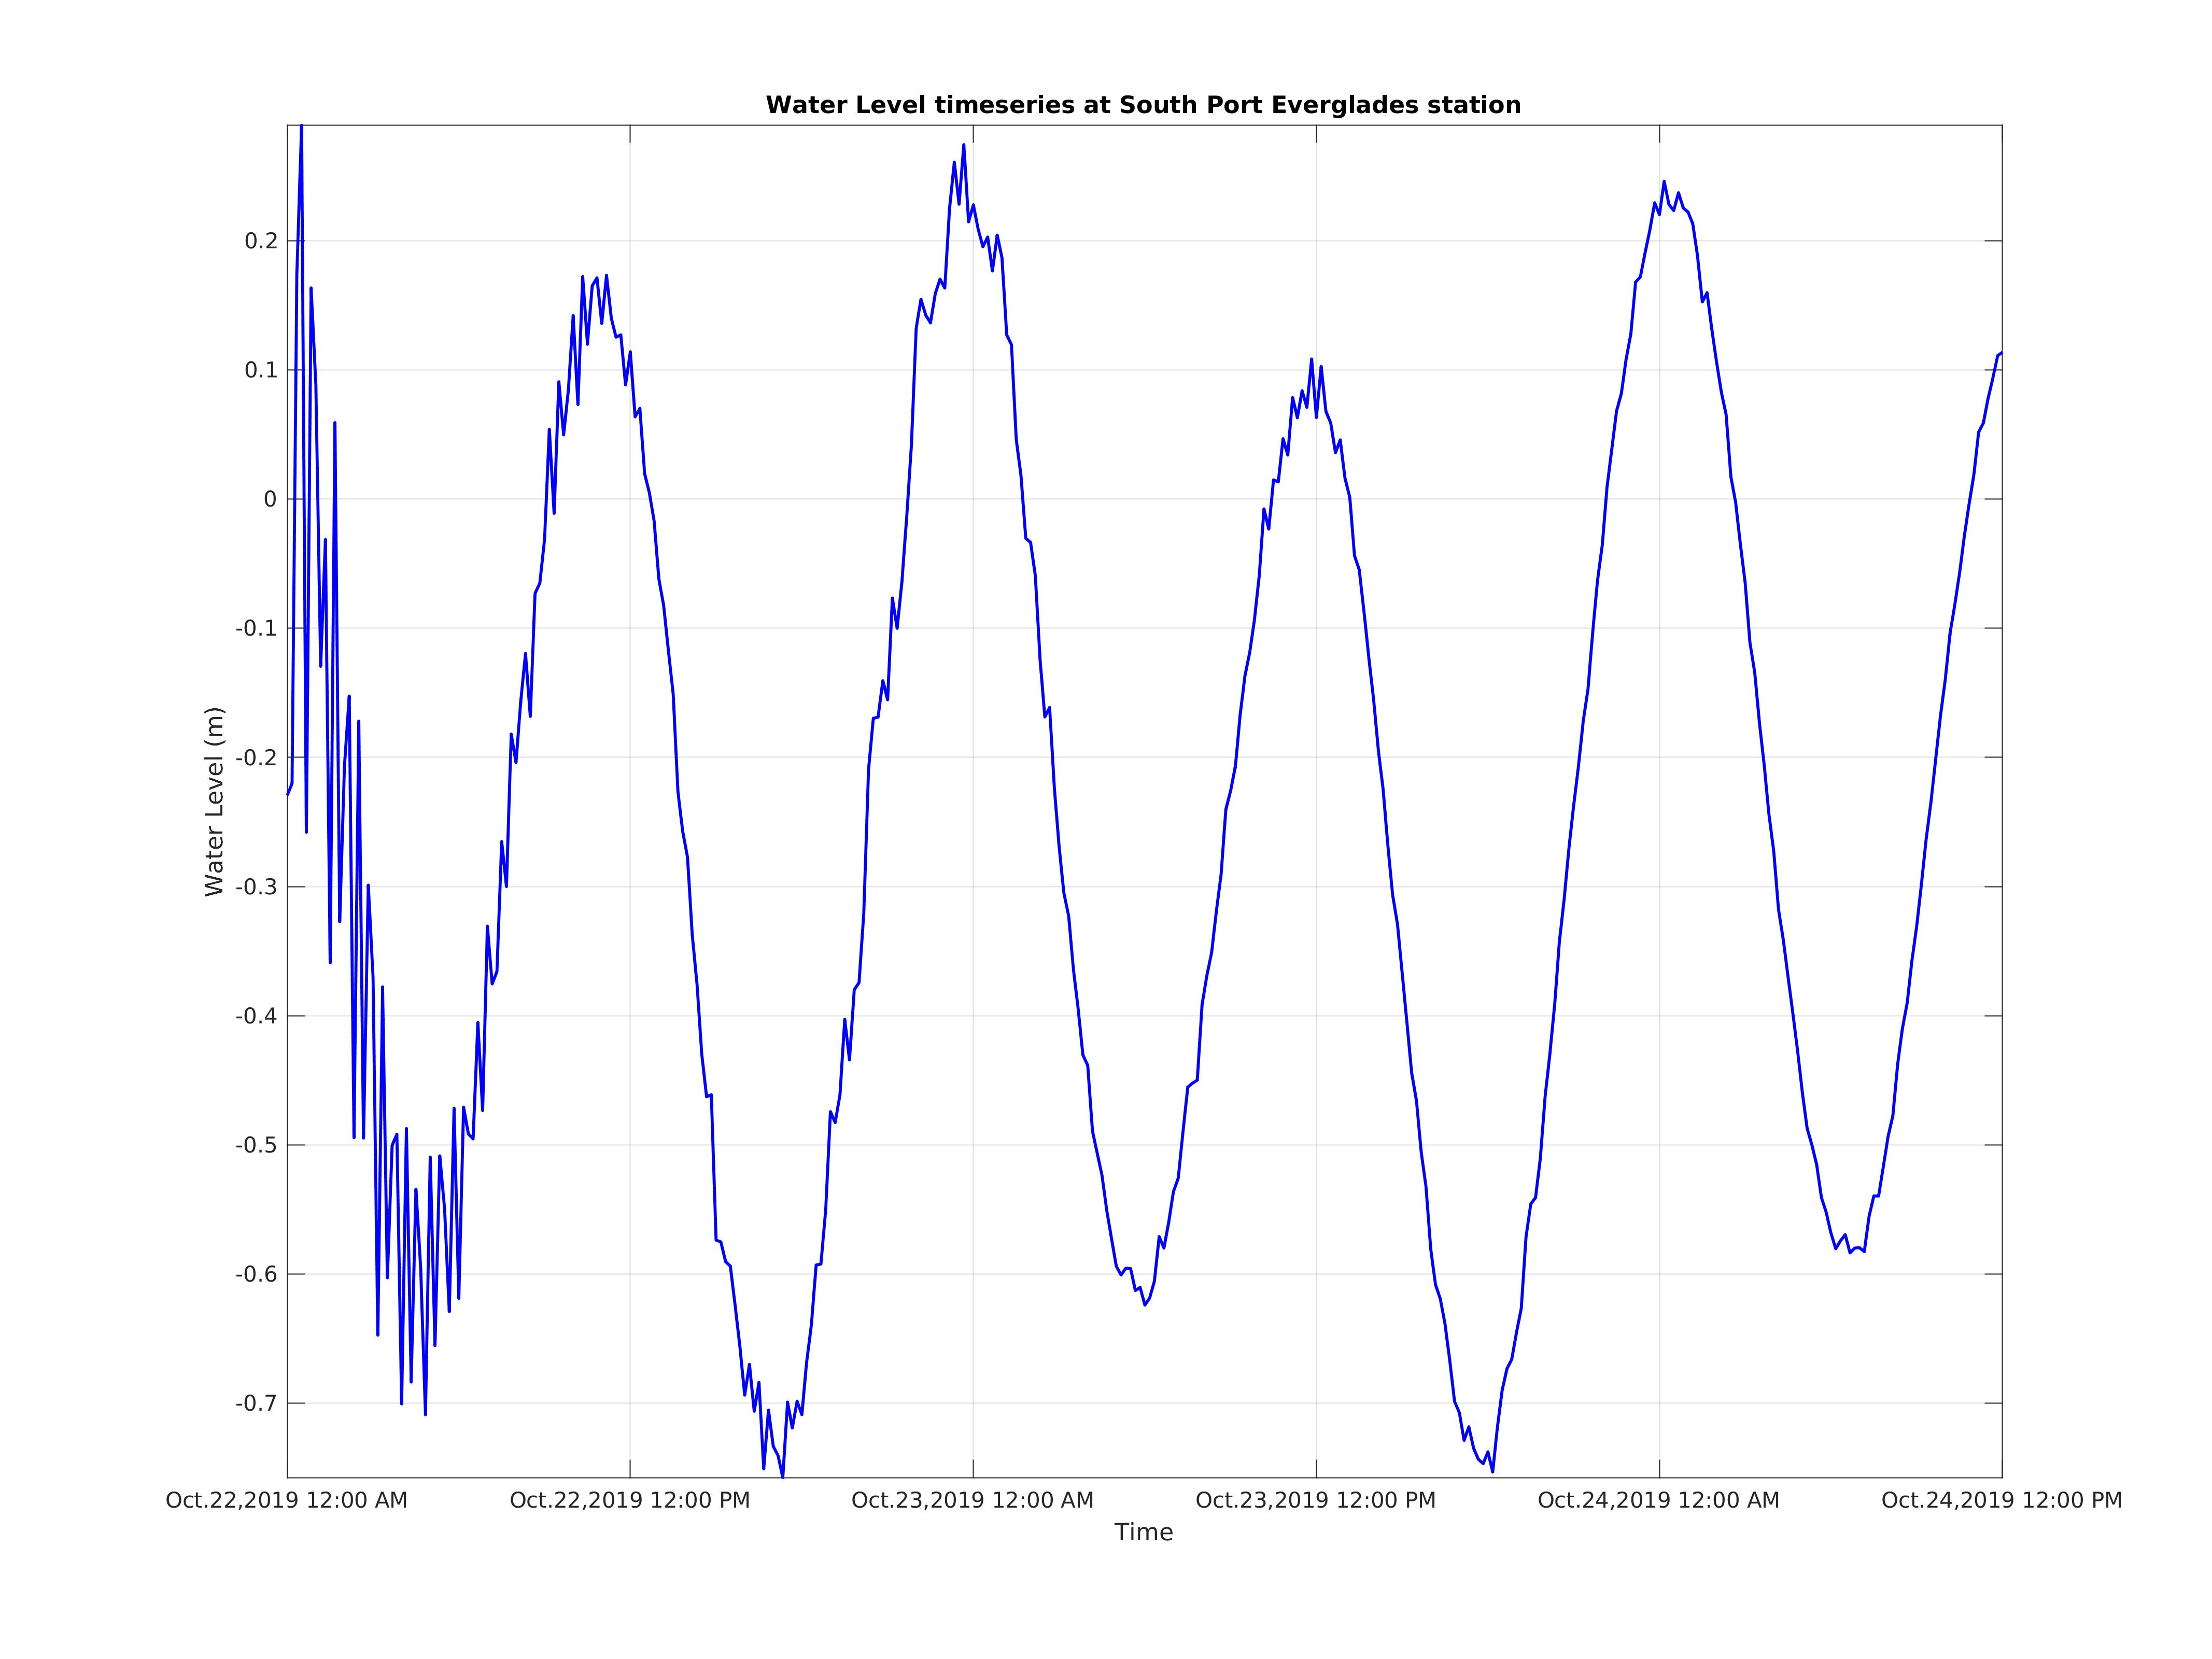 Water Level timeseries at South Port Everglades station
0.2
0.1
0
-0.1
-0.2
-0.3
-0.4
-0.5
-0.6
-0.7
Water Level (m)
Oct.22,2019 12:00 AM
Oct.22,2019 12:00 PM
Oct.23,2019 12:00 AM
Oct.23,2019 12:00 PM
Oct.24,2019 12:00 AM
Oct.24,2019 12:00 PM
Time